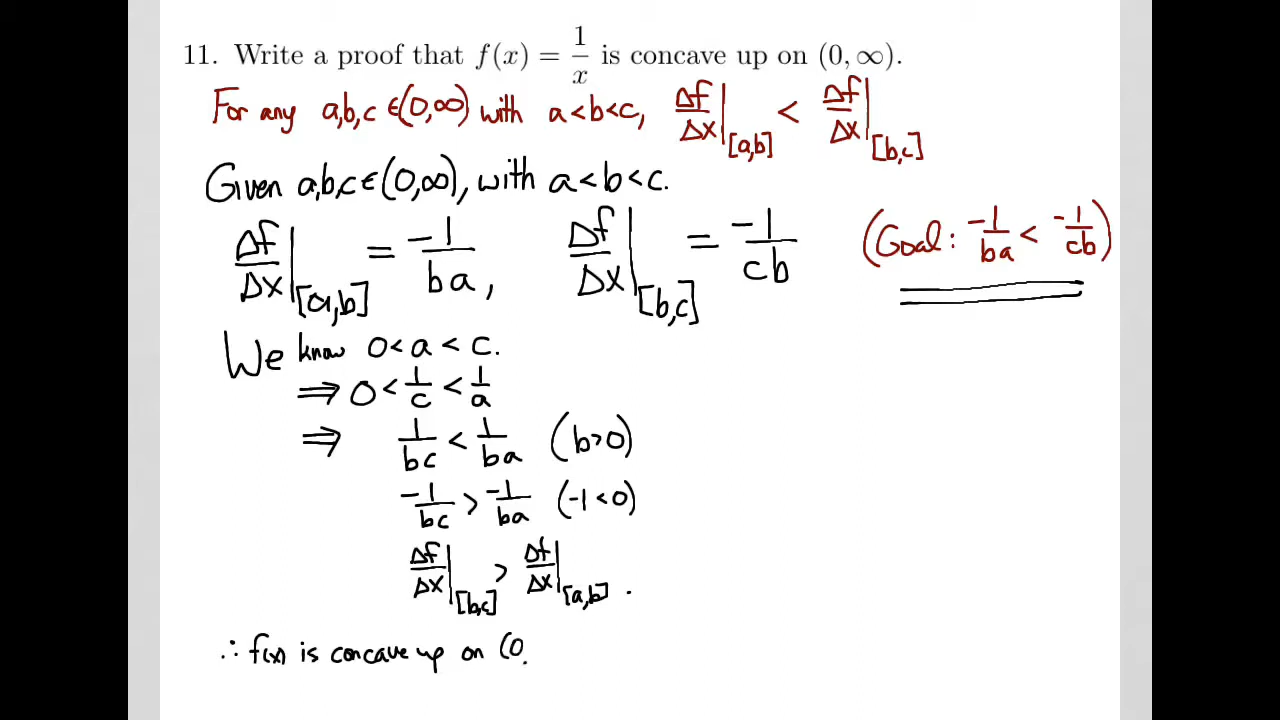 11. Write a proof that f(x) = 1/x is concave up on (0, ∞).
For any a,b,c ∈ (0,∞) with a<b<c, Δf/Δx|[a,b] < Δf/Δx|[b,c]
Given a,b,c ∈ (0,∞), with a<b<c.
Δf/Δx|[a,b] = -1/ba, Δf/Δx|[b,c] = -1/cb (Goal: -1/ba < -1/cb)
We know 0<a<c.
⟹ 0 < 1/c < 1/a
⟹ 1/bc < 1/ba (b>0)
-1/bc > -1/ba (-1<0)
Δf/Δx|[b,c] > Δf/Δx|[a,b].
∴ f(x) is concave up on (0,